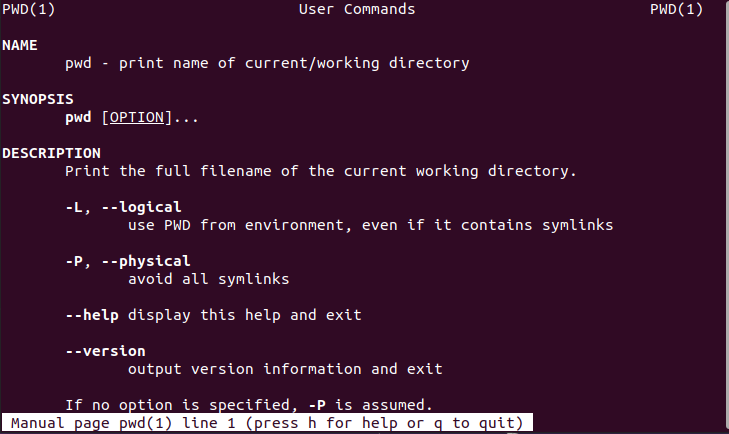 PWD(1) User Commands PWD(1)
NAME
pwd - print name of current/working directory
SYNOPSIS
pwd [OPTION]...
DESCRIPTION
Print the full filename of the current working directory.
-L, --logical
use PWD from environment, even if it contains symlinks
-P, --physical
avoid all symlinks
--help display this help and exit
--version
output version information and exit
If no option is specified, -P is assumed.
Manual page pwd(1) line 1 (press h for help or q to quit)